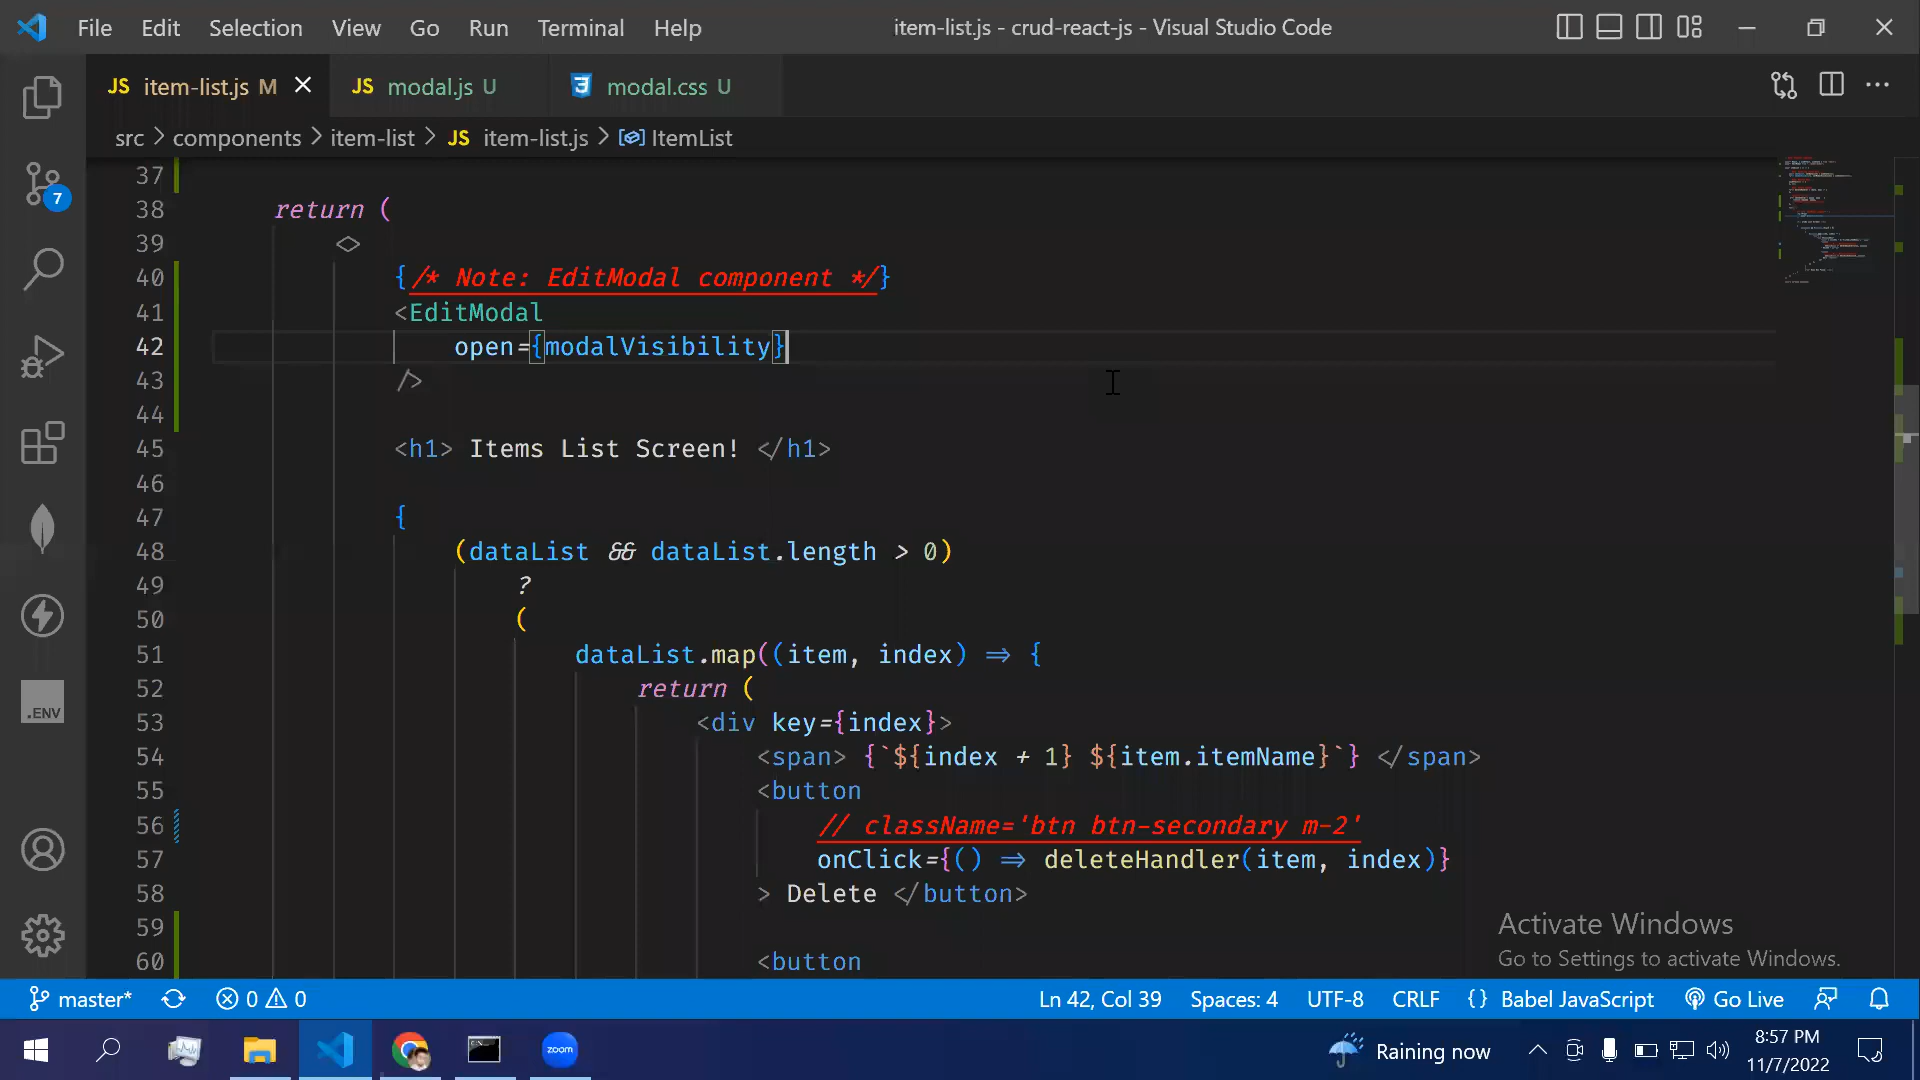 File Edit Selection View Go Run Terminal Help item-list.js - crud-react-js - Visual Studio Code
JS item-list.js M JS modal.js U modal.css U
src > components > item-list > JS item-list.js > ItemList
37
38 return (
39 <>
40 {/* Note: EditModal component */}
41 <EditModal
42 open={modalVisibility}
43 />
44
45 <h1> Items List Screen! </h1>
46
47 {
48 (dataList && dataList.length > 0)
49 ?
50 (
51 dataList.map((item, index) => {
52 return (
53 <div key={index}>
54 <span> {`${index + 1} ${item.itemName}`} </span>
55 <button
56 // className='btn btn-secondary m-2'
57 onClick={() => deleteHandler(item, index)}
58 > Delete </button>
59
60 <button
7
.ENV
Activate Windows
Go to Settings to activate Windows.
master* 0 0 Ln 42, Col 39 Spaces: 4 UTF-8 CRLF {} Babel JavaScript Go Live
zoom Raining now 8:57 PM
11/7/2022